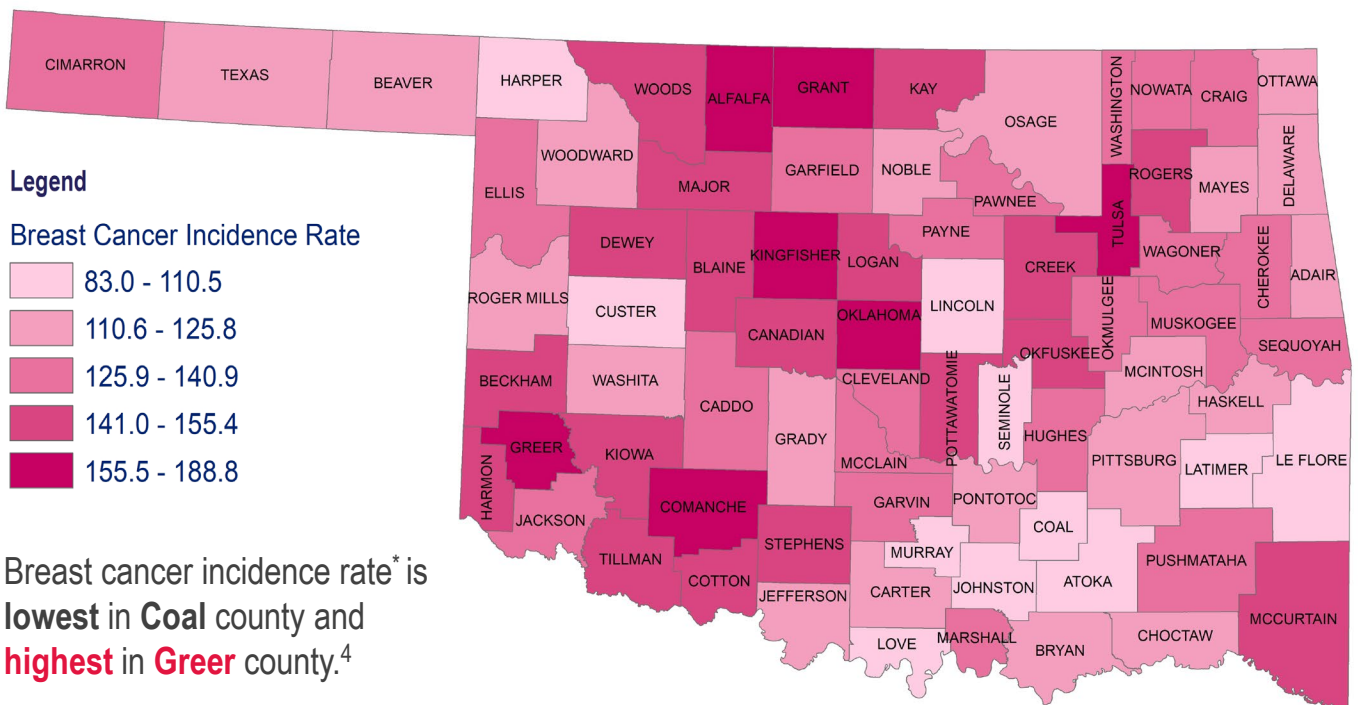 CIMARRON
TEXAS
BEAVER
HARPER
WOODS
ALFALFA
GRANT
KAY
OSAGE
WASHINGTON
NOWATA
CRAIG
OTTAWA
WOODWARD
ELLIS
MAJOR
GARFIELD
NOBLE
PAWNEE
ROGERS
MAYES
DELAWARE
Legend
Breast Cancer Incidence Rate
83.0 - 110.5
110.6 - 125.8
125.9 - 140.9
141.0 - 155.4
155.5 - 188.8
DEWEY
BLAINE
KINGFISHER
LOGAN
PAYNE
CREEK
TULSA
WAGONER
CHEROKEE
ADAIR
ROGER MILLS
CUSTER
CANADIAN
OKLAHOMA
LINCOLN
OKMULGEE
MUSKOGEE
SEQUOYAH
BECKHAM
WASHITA
CADDO
CLEVELAND
POTTAWATOMIE
SEMINOLE
OKFUSKEE
MCINTOSH
HASKELL
GREER
KIOWA
GRADY
MCCLAIN
HUGHES
PITTSBURG
LATIMER
LE FLORE
HARMON
JACKSON
COMANCHE
GARVIN
PONTOTOC
COAL
TILLMAN
COTTON
STEPHENS
MURRAY
JOHNSTON
ATOKA
PUSHMATAHA
JEFFERSON
CARTER
LOVE
MARSHALL
BRYAN
CHOCTAW
MCCURTAIN
Breast cancer incidence rate* is
lowest in Coal county and
highest in Greer county.4